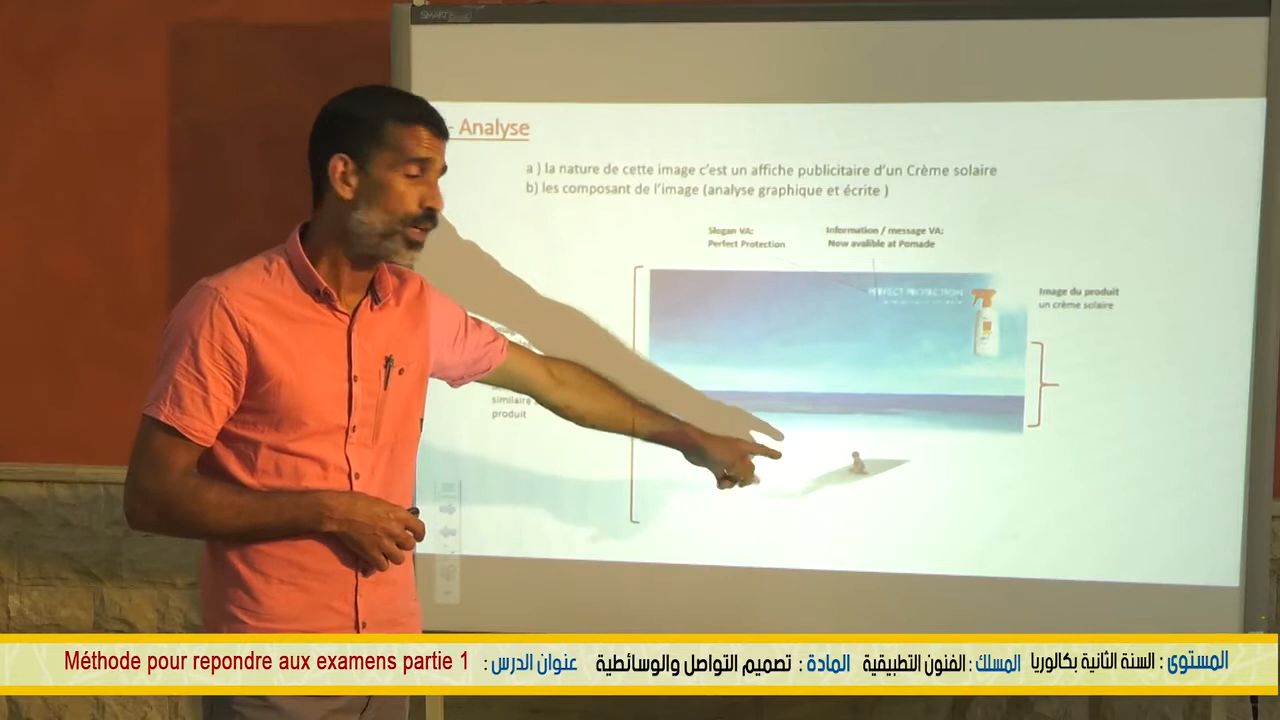 SMART
- Analyse
a ) la nature de cette image c'est un affiche publicitaire d'un Crème solaire
b) les composant de l'image (analyse graphique et écrite )
Slogan VA:
Perfect Protection
Information / message VA:
Now avalible at Pomade
PERFECT PROTECTION
Image du produit
un crème solaire
similaire
produit
المستوى : السنة الثانية بكالوريا المسلك : الفنون التطبيقية المادة : تصميم التواصل والوسائطية عنوان الدرس : Méthode pour repondre aux examens partie 1